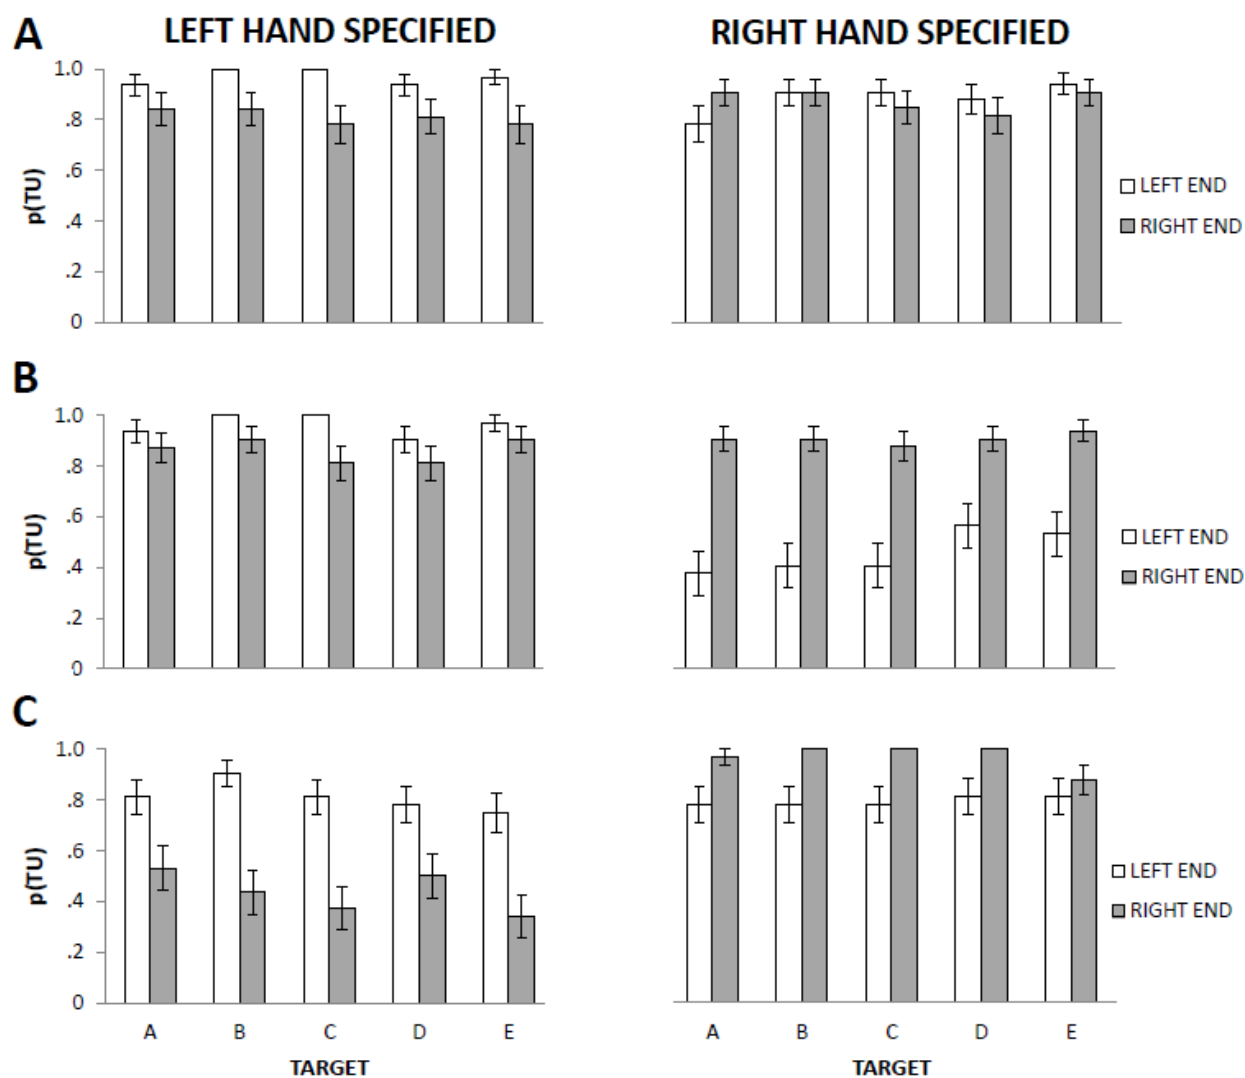 A
LEFT HAND SPECIFIED
RIGHT HAND SPECIFIED
1.0
.8
.6
.4
.2
0
p(TU)
LEFT END
RIGHT END
B
1.0
.8
.6
.4
.2
0
p(TU)
LEFT END
RIGHT END
C
1.0
.8
.6
.4
.2
0
p(TU)
LEFT END
RIGHT END
A B C D E
A B C D E
TARGET
TARGET